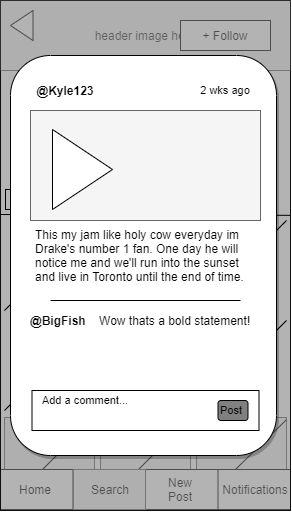 header image he
+ Follow
@Kyle123
2 wks ago
This my jam like holy cow everyday im
Drake's number 1 fan. One day he will
notice me and we'll run into the sunset
and live in Toronto until the end of time.
@BigFish Wow thats a bold statement!
Add a comment...
Post
Home
Search
New
Post
Notifications